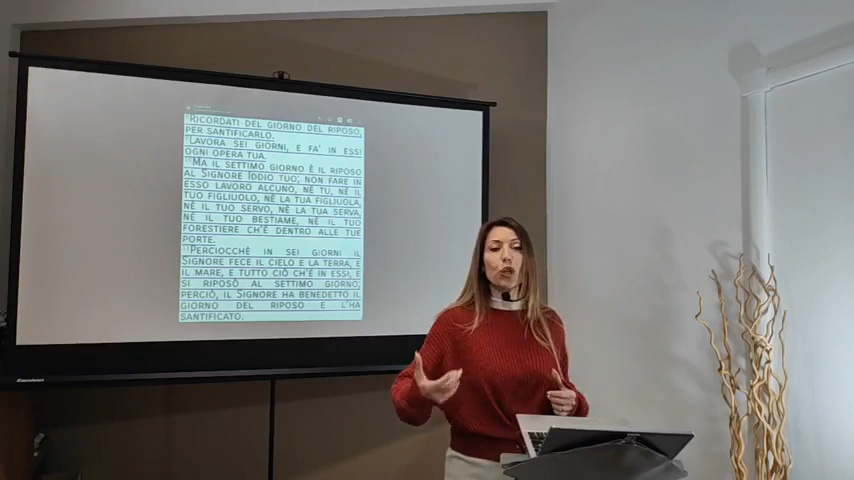 RICORDATI DEL GIORNO DEL RIPOSO,
PER SANTIFICARLO.
LAVORA SEI GIORNI, E FA' IN ESSI
OGNI OPERA TUA.
MA IL SETTIMO GIORNO È IL RIPOSO
AL SIGNORE IDDIO TUO; NON FARE IN
ESSO LAVORO ALCUNO, NÈ TU, NÈ IL
TUO FIGLIUOLO, NÈ LA TUA FIGLIUOLA,
NÈ IL TUO SERVO, NÈ LA TUA SERVA,
NÈ IL TUO BESTIAME, NÈ IL TUO
FORESTIERE CH'È DENTRO ALLE TUE
PORTE.
PERCIOCCHÈ IN SEI GIORNI IL
SIGNORE FECE IL CIELO E LA TERRA, E
IL MARE, E TUTTO CIÒ CH'È IN ESSI, E
SI RIPOSÒ AL SETTIMO GIORNO;
PERCIÒ, IL SIGNORE HA BENEDETTO IL
GIORNO DEL RIPOSO E L'HA
SANTIFICATO.